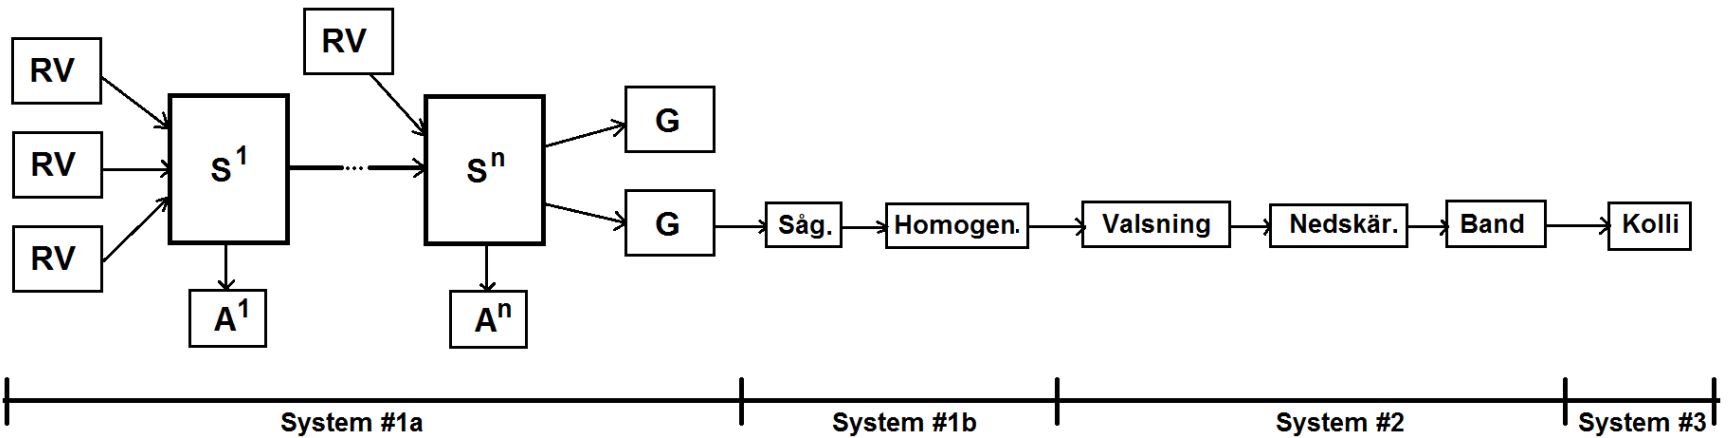 RV
RV
RV
RV
S¹
...
Sⁿ
G
G
A¹
Aⁿ
Såg.
Homogen.
Valsning
Nedskär.
Band
Kolli
System #1a
System #1b
System #2
System #3